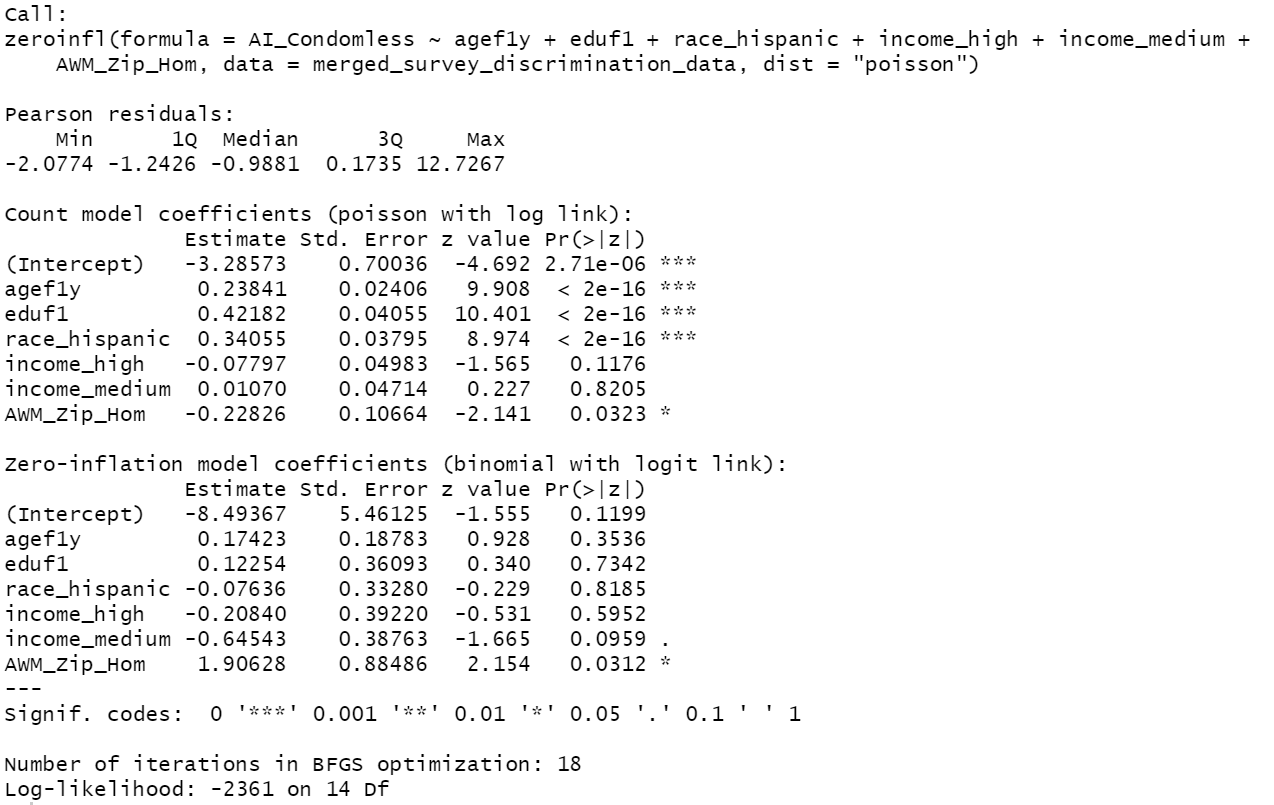 Call:
zeroinfl(formula = AI_Condomless ~ agef1y + eduf1 + race_hispanic + income_high + income_medium +
    AWM_Zip_Hom, data = merged_survey_discrimination_data, dist = "poisson")

Pearson residuals:
    Min      1Q  Median      3Q     Max
-2.0774 -1.2426 -0.9881  0.1735 12.7267

Count model coefficients (poisson with log link):
              Estimate Std. Error z value Pr(>|z|)
(Intercept)   -3.28573    0.70036  -4.692 2.71e-06 ***
agef1y         0.23841    0.02406   9.908  < 2e-16 ***
eduf1          0.42182    0.04055  10.401  < 2e-16 ***
race_hispanic  0.34055    0.03795   8.974  < 2e-16 ***
income_high   -0.07797    0.04983  -1.565   0.1176
income_medium  0.01070    0.04714   0.227   0.8205
AWM_Zip_Hom   -0.22826    0.10664  -2.141   0.0323 *

Zero-inflation model coefficients (binomial with logit link):
              Estimate Std. Error z value Pr(>|z|)
(Intercept)   -8.49367    5.46125  -1.555   0.1199
agef1y         0.17423    0.18783   0.928   0.3536
eduf1          0.12254    0.36093   0.340   0.7342
race_hispanic -0.07636    0.33280  -0.229   0.8185
income_high   -0.20840    0.39220  -0.531   0.5952
income_medium -0.64543    0.38763  -1.665   0.0959 .
AWM_Zip_Hom    1.90628    0.88486   2.154   0.0312 *
---
Signif. codes:  0 '***' 0.001 '**' 0.01 '*' 0.05 '.' 0.1 ' ' 1

Number of iterations in BFGS optimization: 18
Log-likelihood: -2361 on 14 Df